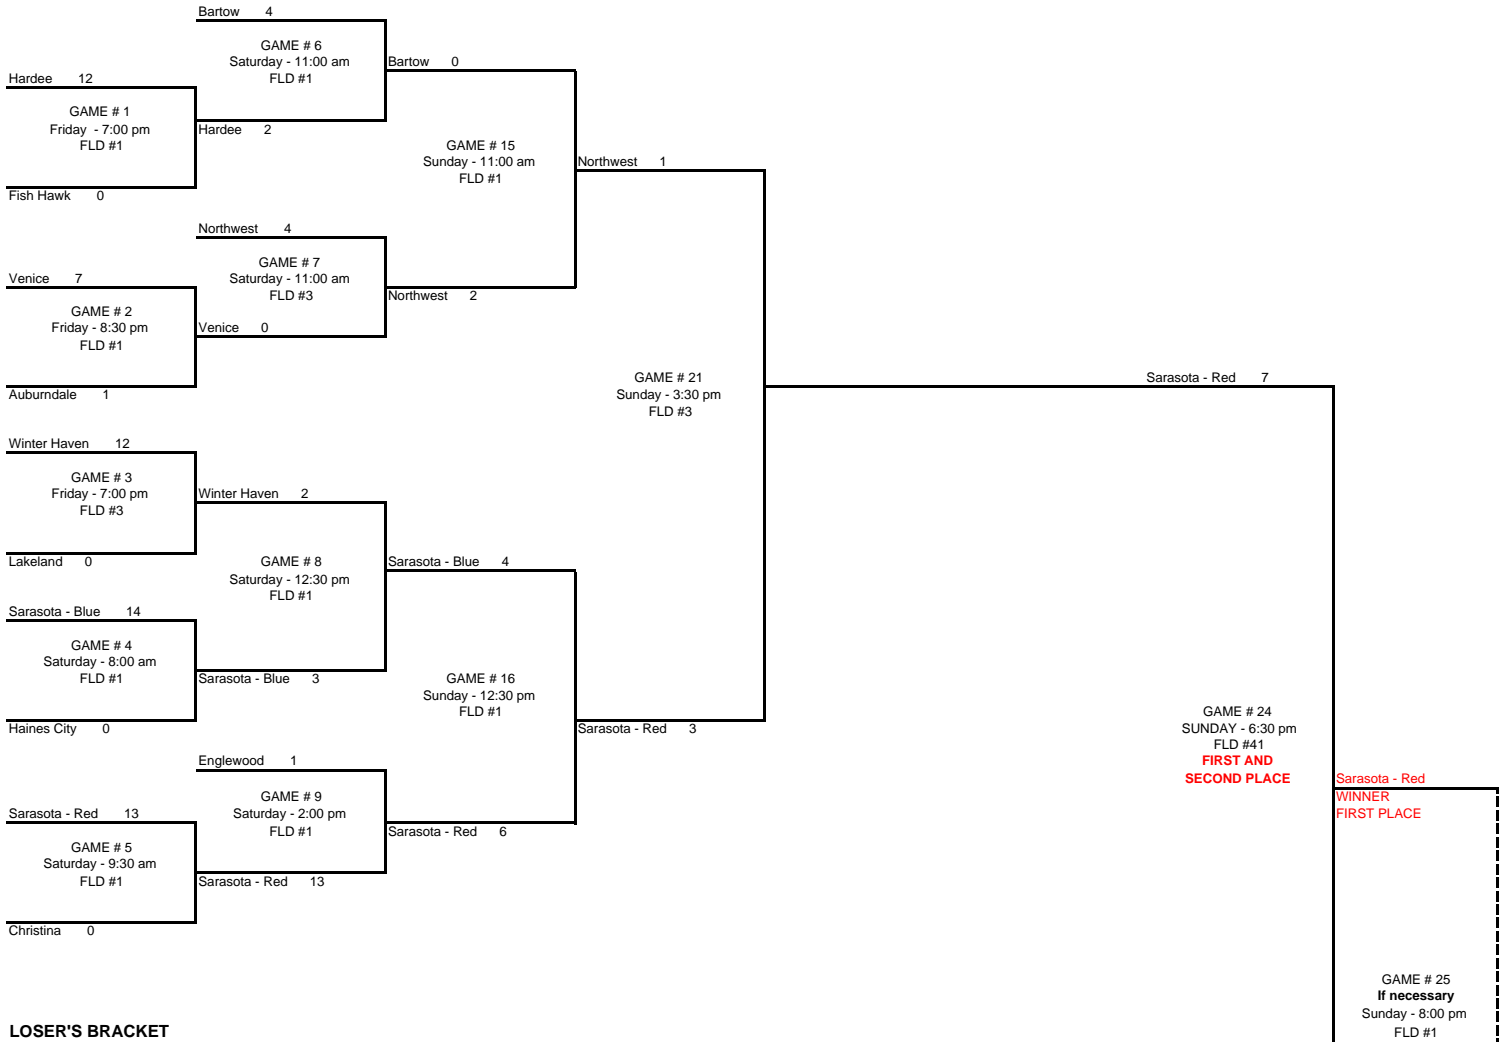 Bartow 4
GAME # 6
Saturday - 11:00 am
FLD #1
Bartow 0
Hardee 12
GAME # 1
Friday - 7:00 pm
FLD #1
Hardee 2
Fish Hawk 0
GAME # 15
Sunday - 11:00 am
FLD #1
Northwest 1
Northwest 4
GAME # 7
Saturday - 11:00 am
FLD #3
Northwest 2
Venice 7
GAME # 2
Friday - 8:30 pm
FLD #1
Venice 0
Auburndale 1
GAME # 21
Sunday - 3:30 pm
FLD #3
Sarasota - Red 7
Winter Haven 12
GAME # 3
Friday - 7:00 pm
FLD #3
Winter Haven 2
Lakeland 0
GAME # 8
Saturday - 12:30 pm
FLD #1
Sarasota - Blue 4
Sarasota - Blue 14
GAME # 4
Saturday - 8:00 am
FLD #1
Sarasota - Blue 3
Haines City 0
GAME # 16
Sunday - 12:30 pm
FLD #1
Sarasota - Red 3
GAME # 24
SUNDAY - 6:30 pm
FLD #41
FIRST AND
SECOND PLACE
Sarasota - Red
WINNER
FIRST PLACE
Englewood 1
GAME # 9
Saturday - 2:00 pm
FLD #1
Sarasota - Red 6
Sarasota - Red 13
GAME # 5
Saturday - 9:30 am
FLD #1
Sarasota - Red 13
Christina 0
GAME # 25
If necessary
Sunday - 8:00 pm
FLD #1
LOSER'S BRACKET